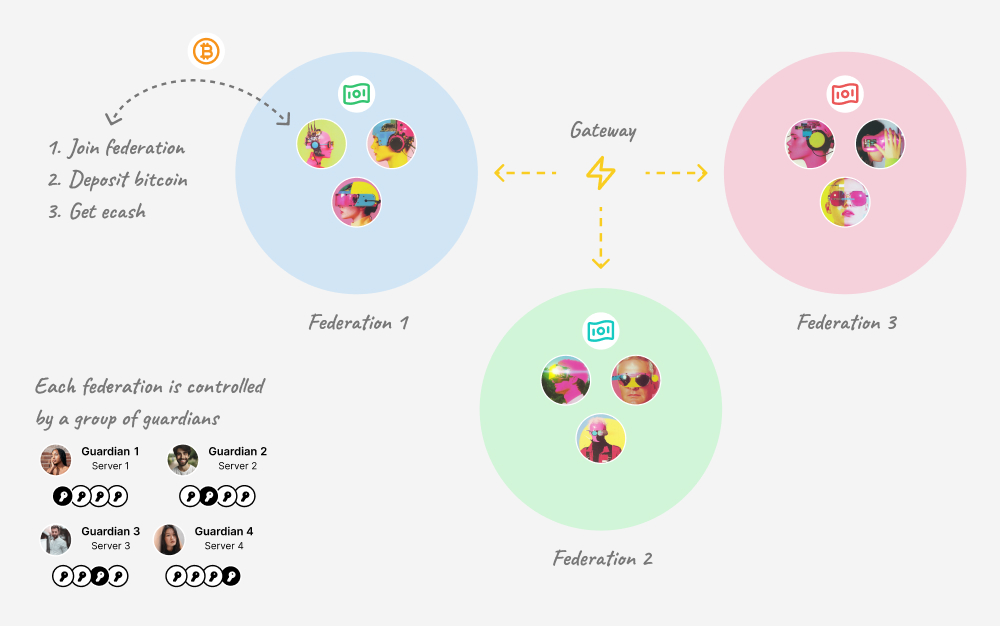 1. Join federation
2. Deposit bitcoin
3. Get ecash
Gateway
Federation 1
Federation 3
Federation 2
Each federation is controlled
by a group of guardians
Guardian 1
Server 1
Guardian 2
Server 2
Guardian 3
Server 3
Guardian 4
Server 4